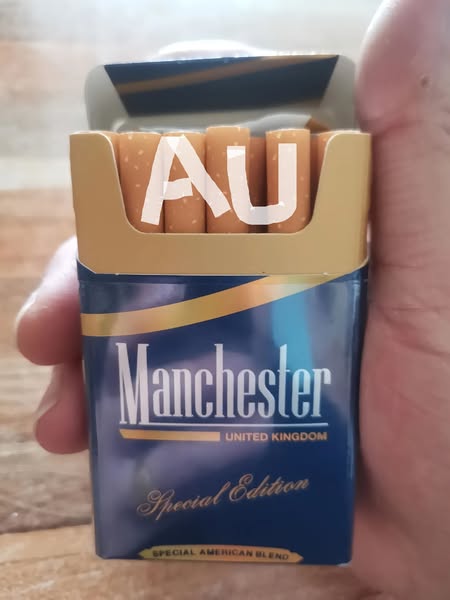 AU
Manchester
UNITED KINGDOM
Special Edition
SPECIAL AMERICAN BLEND